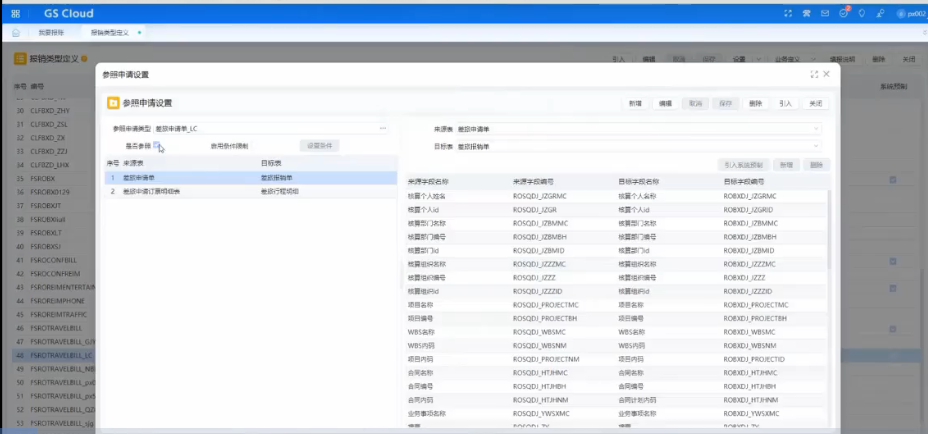 GS Cloud
px002
我要报账 报销类型定义
报销类型定义
引入 编辑 取消 保存 设置 业务定义 填报说明 删除 关闭
参照申请设置
序号 编号 系统预制
参照申请设置
新增 编辑 取消 保存 删除 引入 关闭
参照申请类型 差旅申请单_LC
来源表 差旅申请单
是否参照 启用条件限制 设置条件
目标表 差旅报销单
序号 来源表 目标表
引入系统预制 新增 删除
1 差旅申请单 差旅报销单
2 差旅申请订票明细表 差旅行程明细
来源字段名称 来源字段编号 目标字段名称 目标字段编号
核算个人姓名 ROSQDJ_JZGRMC 核算个人名称 ROBXDJ_JZGRMC
核算个人id ROSQDJ_JZGR 核算个人id ROBXDJ_JZGRID
核算部门名称 ROSQDJ_JZBMMC 核算部门名称 ROBXDJ_JZBMMC
核算部门编号 ROSQDJ_JZBMBH 核算部门编号 ROBXDJ_JZBMBH
核算部门id ROSQDJ_JZBMID 核算部门id ROBXDJ_JZBMID
核算组织名称 ROSQDJ_JZZZMC 核算组织名称 ROBXDJ_JZZZMC
核算组织编号 ROSQDJ_JZZZ 核算组织编号 ROBXDJ_JZZZ
核算组织id ROSQDJ_JZZZID 核算组织id ROBXDJ_JZZZID
项目名称 ROSQDJ_PROJECTMC 项目名称 ROBXDJ_PROJECTMC
项目编号 ROSQDJ_PROJECTBH 项目编号 ROBXDJ_PROJECTBH
WBS名称 ROSQDJ_WBSMC WBS名称 ROBXDJ_WBSMC
WBS内码 ROSQDJ_WBSNM WBS内码 ROBXDJ_WBSNM
项目内码 ROSQDJ_PROJECTNM 项目内码 ROBXDJ_PROJECTID
合同名称 ROSQDJ_HTJHMC 合同名称 ROBXDJ_HTJHMC
合同编号 ROSQDJ_HTJHBH 合同编号 ROBXDJ_HTJHBH
合同内码 ROSQDJ_HTJHNM 合同计划内码 ROBXDJ_HTJHNM
业务事项名称 ROSQDJ_YWSXMC 业务事项名称 ROBXDJ_YWSXMC
30 CLFBXD_ZHY
31 CLFBXD_ZSL
32 CLFBXD_ZX
33 CLFBXD_ZZJ
35 FSROBX
36 FSROBX0129
37 FSROBXJT
38 FSROBXtuil
39 FSROBXLT
40 FSROBXSJ
41 FSROCONFBILL
42 FSROCONFREIM
43 FSROREIMENTERTAIN
44 FSROREIMPHONE
45 FSROREIMTRAFFIC
46 FSROTRAVELBILL
47 FSROTRAVELBILL_GJY
48 FSROTRAVELBILL_LC
49 FSROTRAVELBILL_NB
50 FSROTRAVELBILL_px0
52 FSROTRAVELBILL_QD
53 FSROTRAVELBILL_sjg